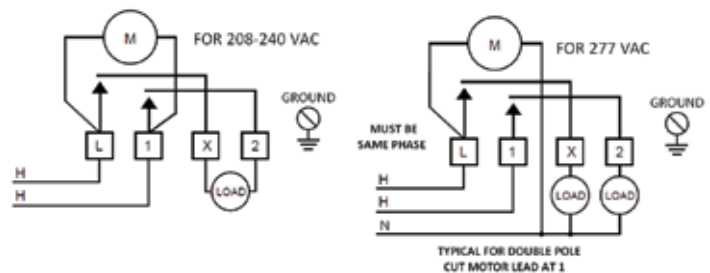 M
FOR 208-240 VAC
GROUND
L 1 X 2
H
LOAD
H
M
FOR 277 VAC
GROUND
MUST BE
SAME PHASE
L 1 X 2
H
LOAD LOAD
H
N
TYPICAL FOR DOUBLE POLE
CUT MOTOR LEAD AT 1